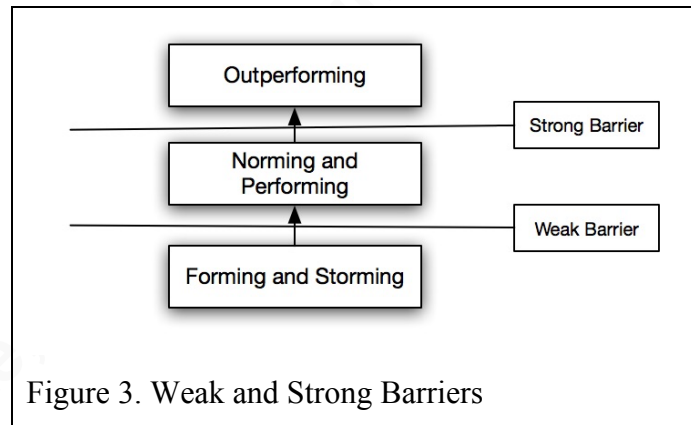 Outperforming
Strong Barrier
Norming and
Performing
Weak Barrier
Forming and Storming
Figure 3. Weak and Strong Barriers